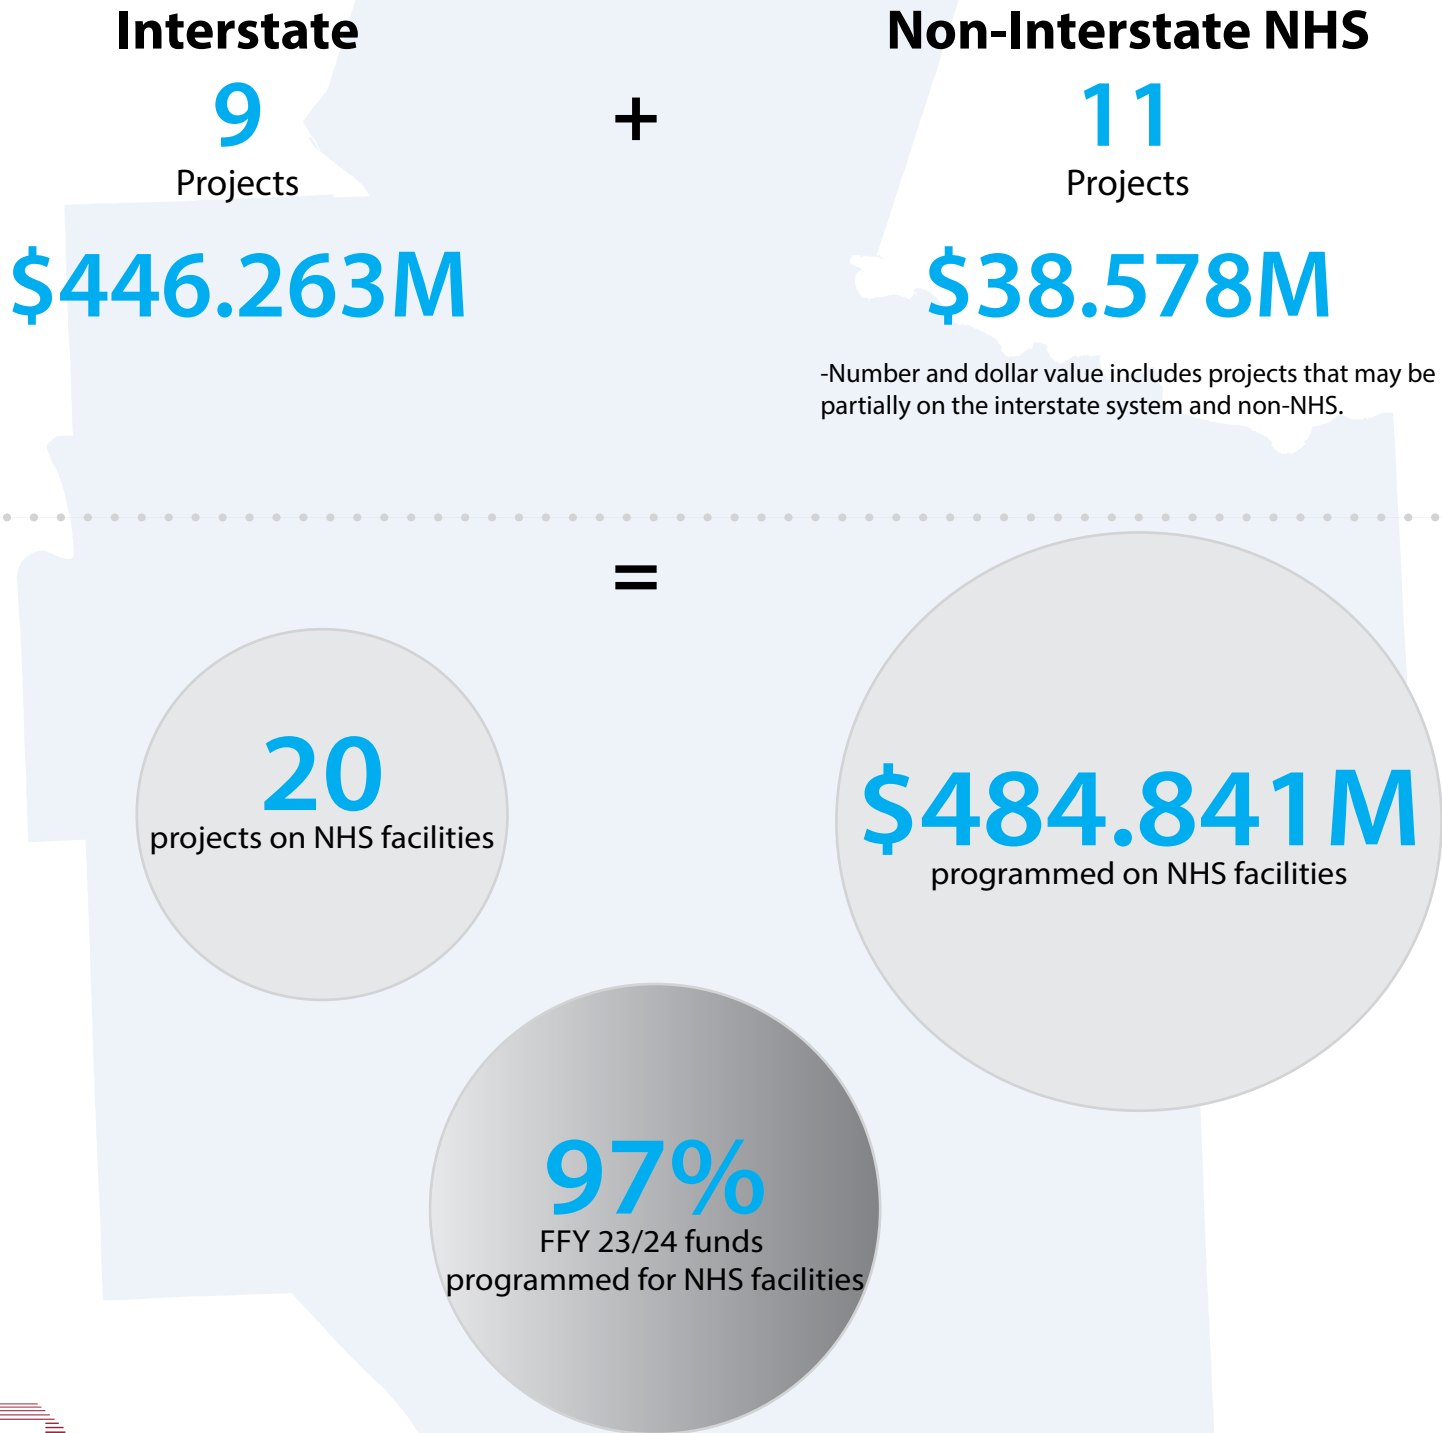 Interstate
9
Projects
$446.263M
+
Non-Interstate NHS
11
Projects
$38.578M
-Number and dollar value includes projects that may be
partially on the interstate system and non-NHS.
=
20
projects on NHS facilities
$484.841M
programmed on NHS facilities
97%
FFY 23/24 funds
programmed for NHS facilities